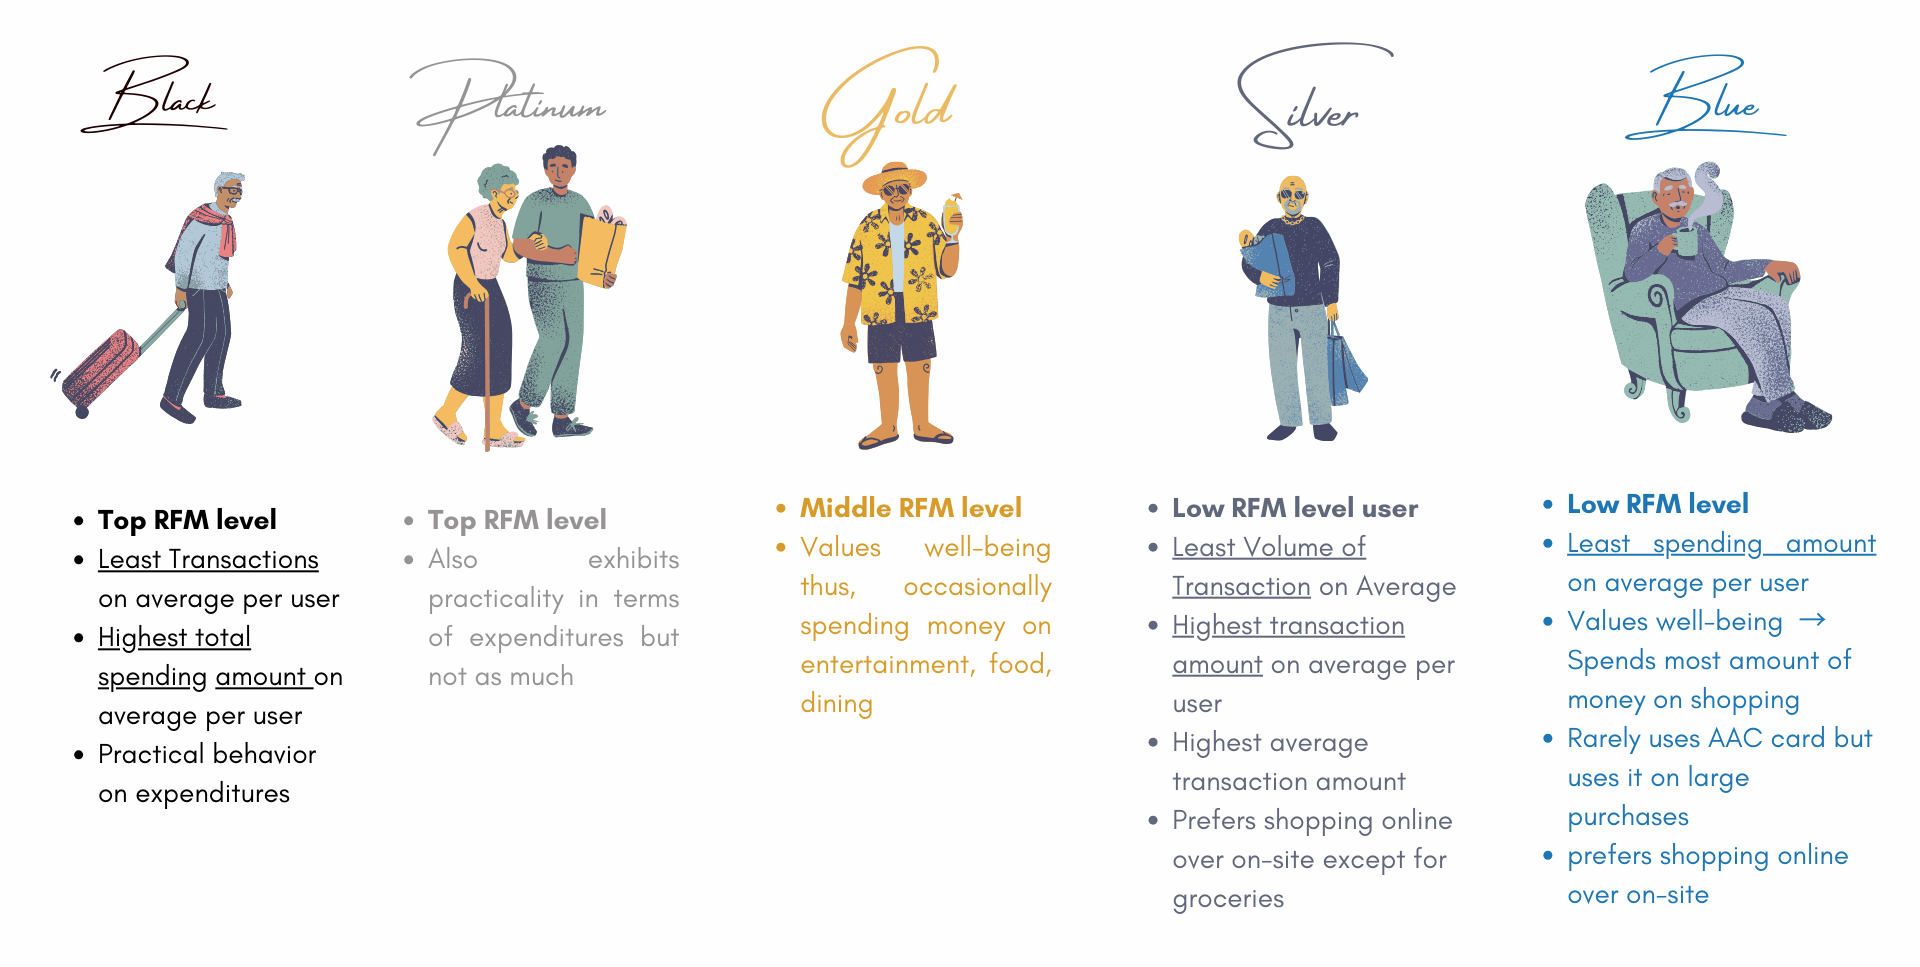 Black
Top RFM level
Least Transactions
on average per user
Highest total
spending amount on
average per user
Practical behavior
on expenditures
Platinum
Top RFM level
Also exhibits
practicality in terms
of expenditures but
not as much
Gold
Middle RFM level
Values well-being
thus, occasionally
spending money on
entertainment, food,
dining
Silver
Low RFM level user
Least Volume of
Transaction on Average
Highest transaction
amount on average per
user
Highest average
transaction amount
Prefers shopping online
over on-site except for
groceries
Blue
Low RFM level
Least spending amount
on average per user
Values well-being →
Spends most amount of
money on shopping
Rarely uses AAC card but
uses it on large
purchases
prefers shopping online
over on-site